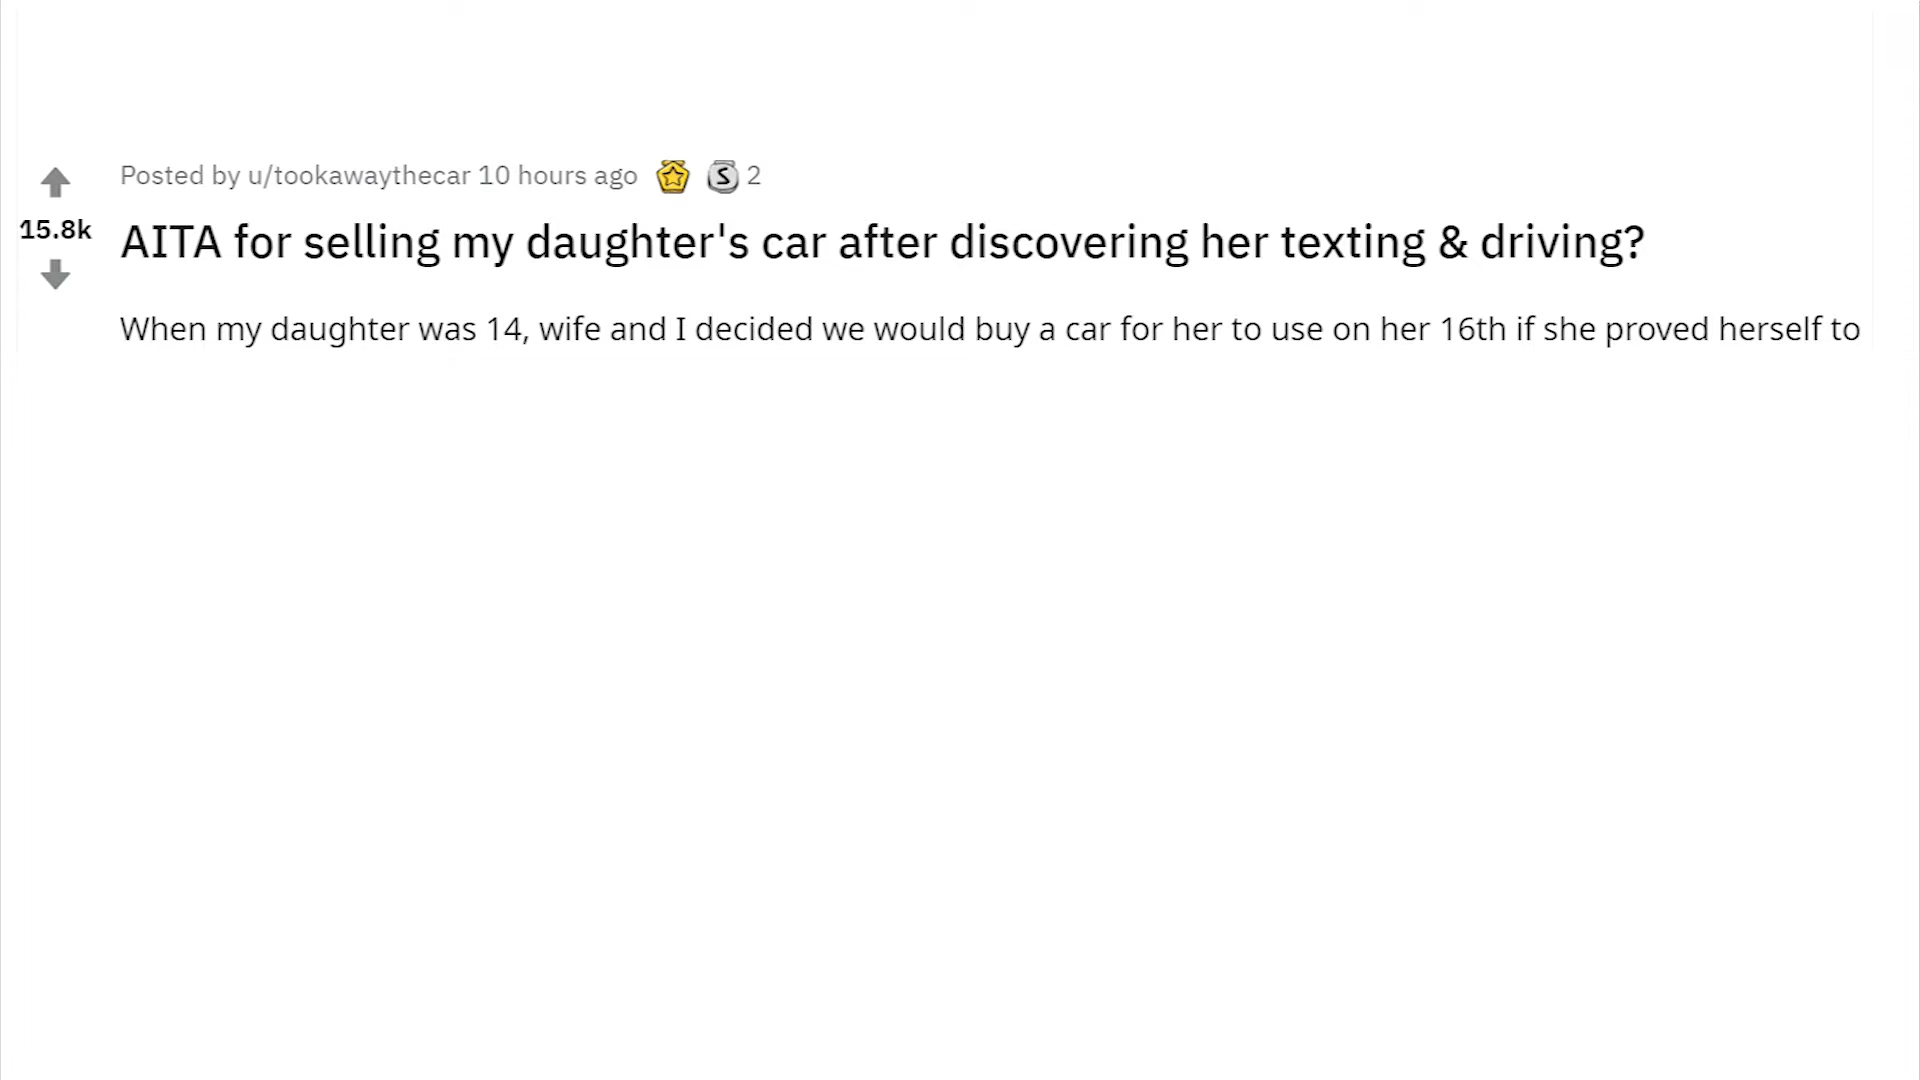 Posted by u/tookawaythecar 10 hours ago S 2
15.8k
AITA for selling my daughter's car after discovering her texting & driving?
When my daughter was 14, wife and I decided we would buy a car for her to use on her 16th if she proved herself to